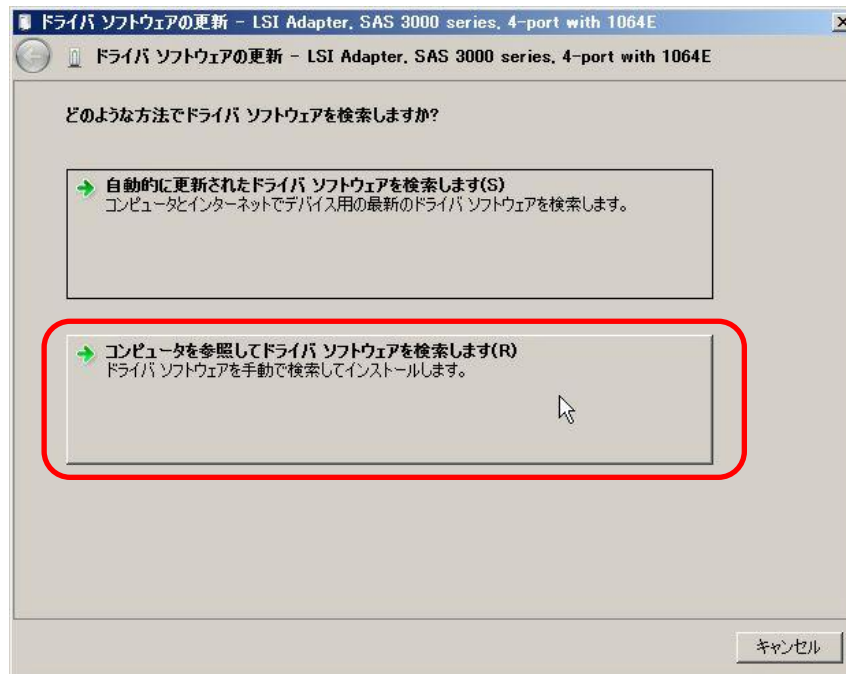 ドライバ ソフトウェアの更新 - LSI Adapter, SAS 3000 series, 4-port with 1064E
ドライバ ソフトウェアの更新 - LSI Adapter, SAS 3000 series, 4-port with 1064E
どのような方法でドライバ ソフトウェアを検索しますか?
自動的に更新されたドライバ ソフトウェアを検索します(S)
コンピュータとインターネットでデバイス用の最新のドライバ ソフトウェアを検索します。
コンピュータを参照してドライバ ソフトウェアを検索します(R)
ドライバ ソフトウェアを手動で検索してインストールします。
キャンセル